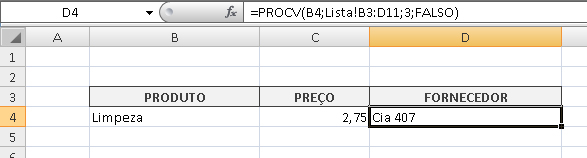 D4 fx =PROCV(B4;Lista!B3:D11;3;FALSO)
A B C D
1
2
3 PRODUTO PREÇO FORNECEDOR
4 Limpeza 2,75 Cia 407
5
6